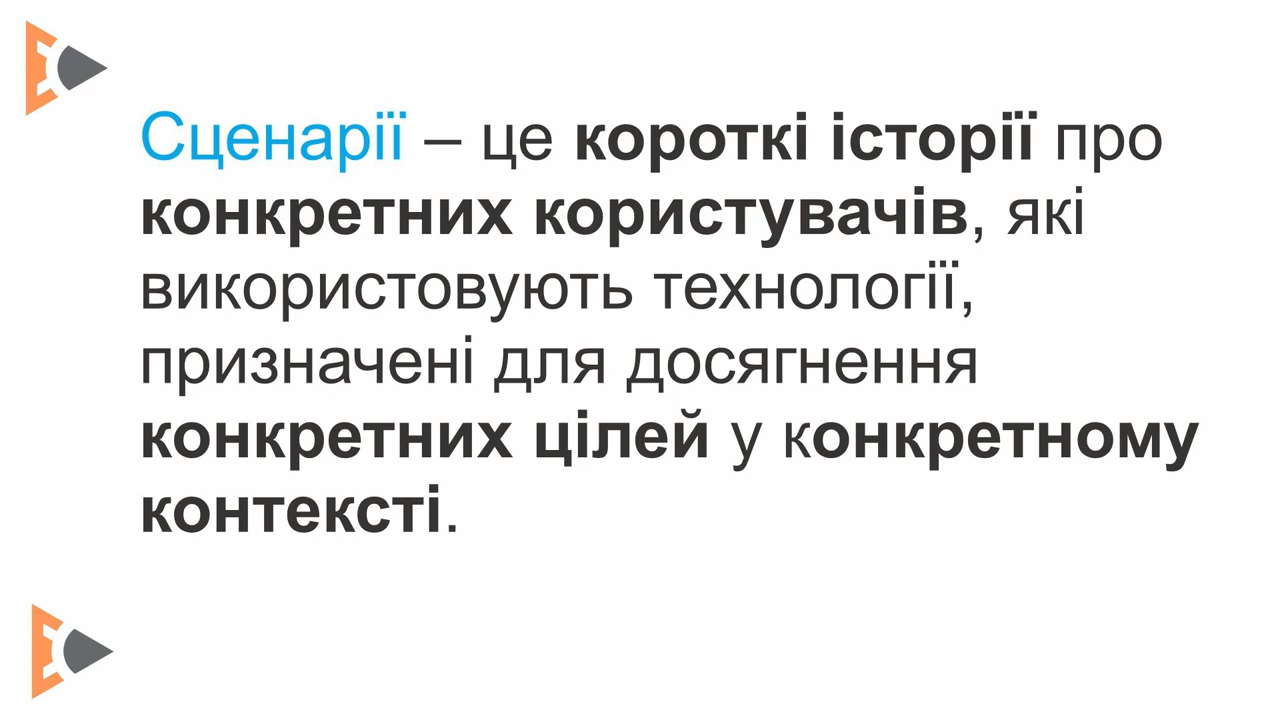 Сценарії – це короткі історії про
конкретних користувачів, які
використовують технології,
призначені для досягнення
конкретних цілей у конкретному
контексті.